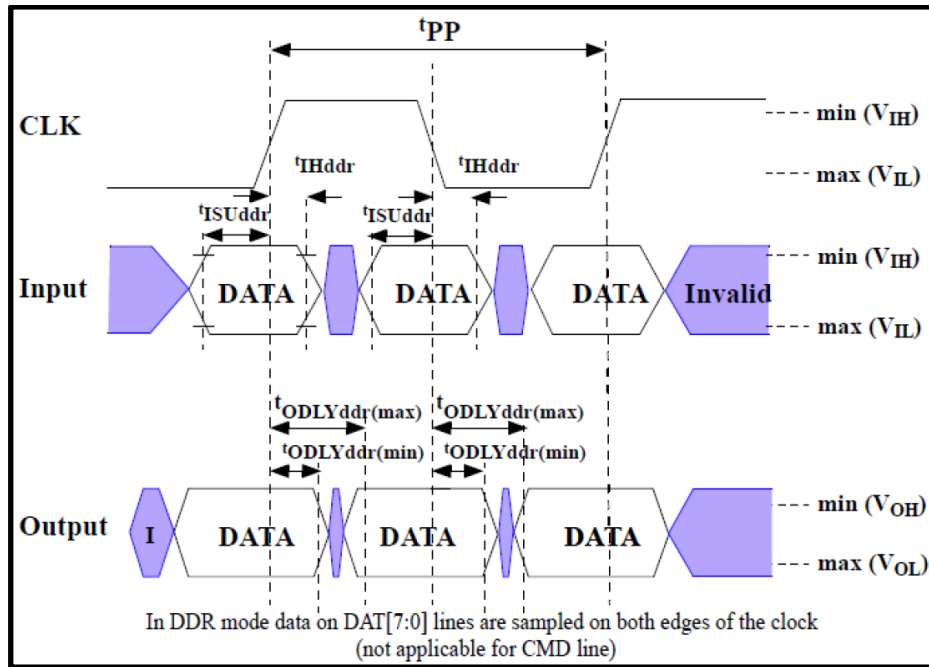 tPP
CLK
min (VIH)
max (VIL)
tIHddr
tIHddr
tISUddr
tISUddr
Input
DATA
DATA
DATA
Invalid
min (VIH)
max (VIL)
tODLYddr(max)
tODLYddr(max)
tODLYddr(min)
tODLYddr(min)
Output
I
DATA
DATA
DATA
min (VOH)
max (VOL)
In DDR mode data on DAT[7:0] lines are sampled on both edges of the clock
(not applicable for CMD line)